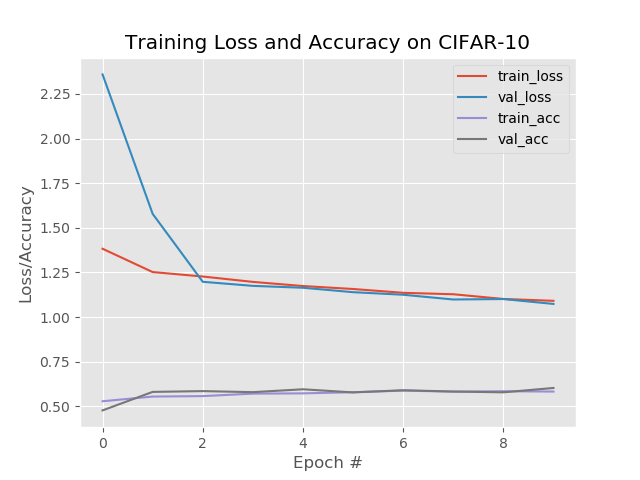 Training Loss and Accuracy on CIFAR-10
train_loss
val_loss
train_acc
val_acc
2.25
2.00
1.75
1.50
1.25
1.00
0.75
0.50
Loss/Accuracy
0 2 4 6 8
Epoch #